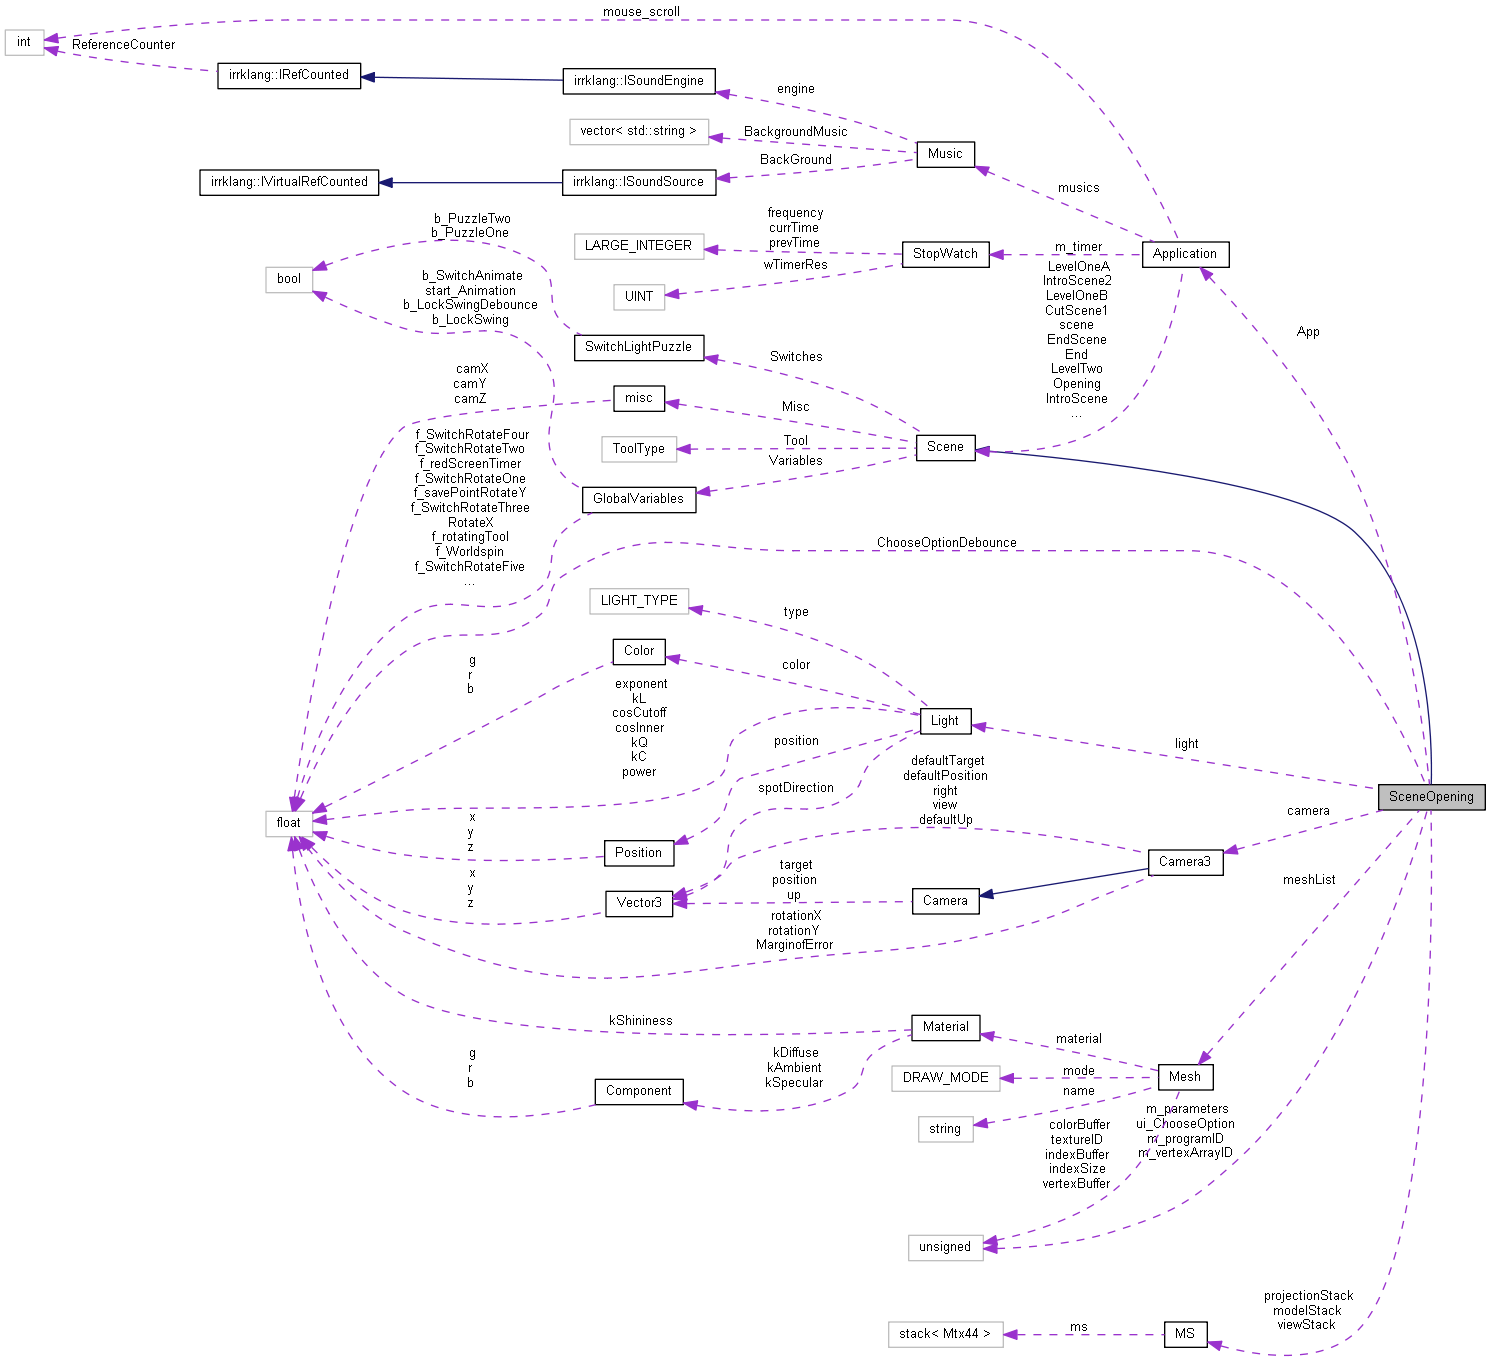 mouse_scroll
int
ReferenceCounter
irrklang::IRefCounted
irrklang::ISoundEngine
engine
vector< std::string >
BackgroundMusic
Music
BackGround
irrklang::IVirtualRefCounted
irrklang::ISoundSource
musics
b_PuzzleTwo
b_PuzzleOne
frequency
currTime
prevTime
LARGE_INTEGER
StopWatch
m_timer
Application
wTimerRes
UINT
bool
b_SwitchAnimate
start_Animation
b_LockSwingDebounce
b_LockSwing
LevelOneA
IntroScene2
LevelOneB
CutScene1
scene
EndScene
End
LevelTwo
Opening
IntroScene
...
App
SwitchLightPuzzle
Switches
camX
camY
camZ
misc
Misc
ToolType
Tool
Scene
Variables
GlobalVariables
f_SwitchRotateFour
f_SwitchRotateTwo
f_redScreenTimer
f_SwitchRotateOne
f_savePointRotateY
f_SwitchRotateThree
RotateX
f_rotatingTool
f_Worldspin
f_SwitchRotateFive
...
ChooseOptionDebounce
LIGHT_TYPE
type
Color
color
g
r
b
exponent
kL
cosCutoff
cosInner
kQ
kC
power
Light
position
light
spotDirection
defaultTarget
defaultPosition
right
view
defaultUp
SceneOpening
float
x
y
z
Position
camera
Camera3
x
y
z
Vector3
target
position
up
Camera
meshList
rotationX
rotationY
MarginofError
kShininess
Material
material
g
r
b
Component
kDiffuse
kAmbient
kSpecular
DRAW_MODE
mode
Mesh
name
string
colorBuffer
textureID
indexBuffer
indexSize
vertexBuffer
m_parameters
ui_ChooseOption
m_programID
m_vertexArrayID
unsigned
projectionStack
modelStack
viewStack
stack< Mtx44 >
ms
MS